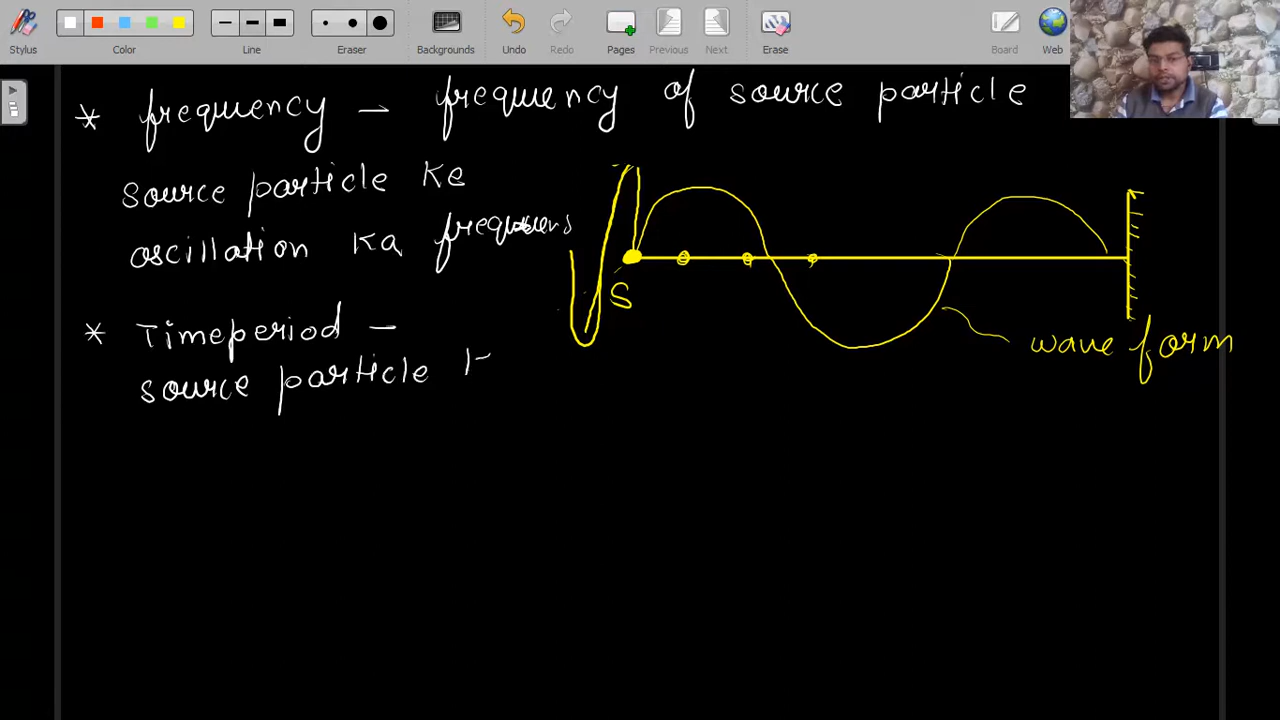 Stylus
Color
Line
Eraser
Backgrounds
Undo
Redo
Pages
Previous
Next
Erase
Board
Web
* frequency - frequency of source particle
source particle Ke
oscillation Ka
S
wave form
* Timeperiod -
source particle